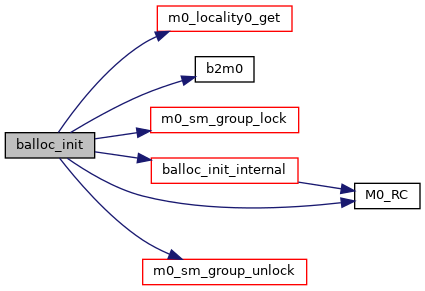 m0_locality0_get
b2m0
m0_sm_group_lock
balloc_init
balloc_init_internal
M0_RC
m0_sm_group_unlock